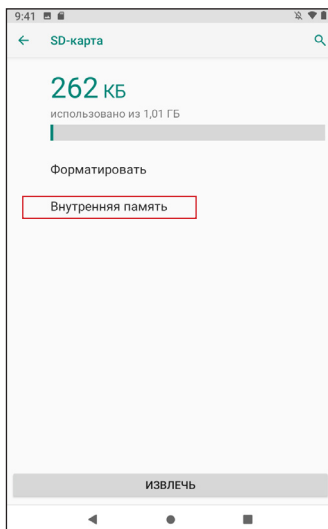 9:41
SD-карта
262 КБ
использовано из 1,01 ГБ
Форматировать
Внутренняя память
ИЗВЛЕЧЬ